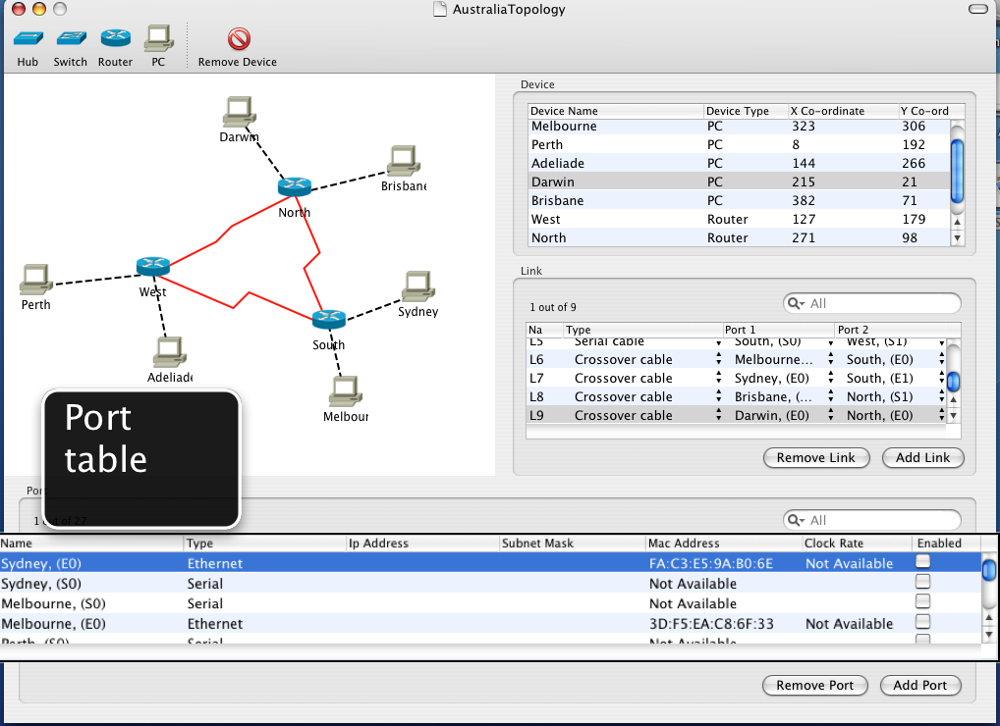 AustraliaTopology
Hub Switch Router PC Remove Device
Darwin
Brisbane
North
West
Perth
Sydney
South
Adeliade
Melbour
Device
Device Name Device Type X Co-ordinate Y Co-ord
Melbourne PC 323 306
Perth PC 8 192
Adeliade PC 144 266
Darwin PC 215 21
Brisbane PC 382 71
West Router 127 179
North Router 271 98
Link
1 out of 9 All
Na Type Port 1 Port 2
L5 Serial cable South, (S0) West, (S1)
L6 Crossover cable Melbourne... South, (E0)
L7 Crossover cable Sydney, (E0) South, (E1)
L8 Crossover cable Brisbane, (... North, (S1)
L9 Crossover cable Darwin, (E0) North, (E0)
Remove Link Add Link
Port
table
Por
1 out of 27 All
Name Type Ip Address Subnet Mask Mac Address Clock Rate Enabled
Sydney, (E0) Ethernet FA:C3:E5:9A:B0:6E Not Available
Sydney, (S0) Serial Not Available
Melbourne, (S0) Serial Not Available
Melbourne, (E0) Ethernet 3D:F5:EA:C8:6F:33 Not Available
Perth, (S0) Serial Not Available
Remove Port Add Port